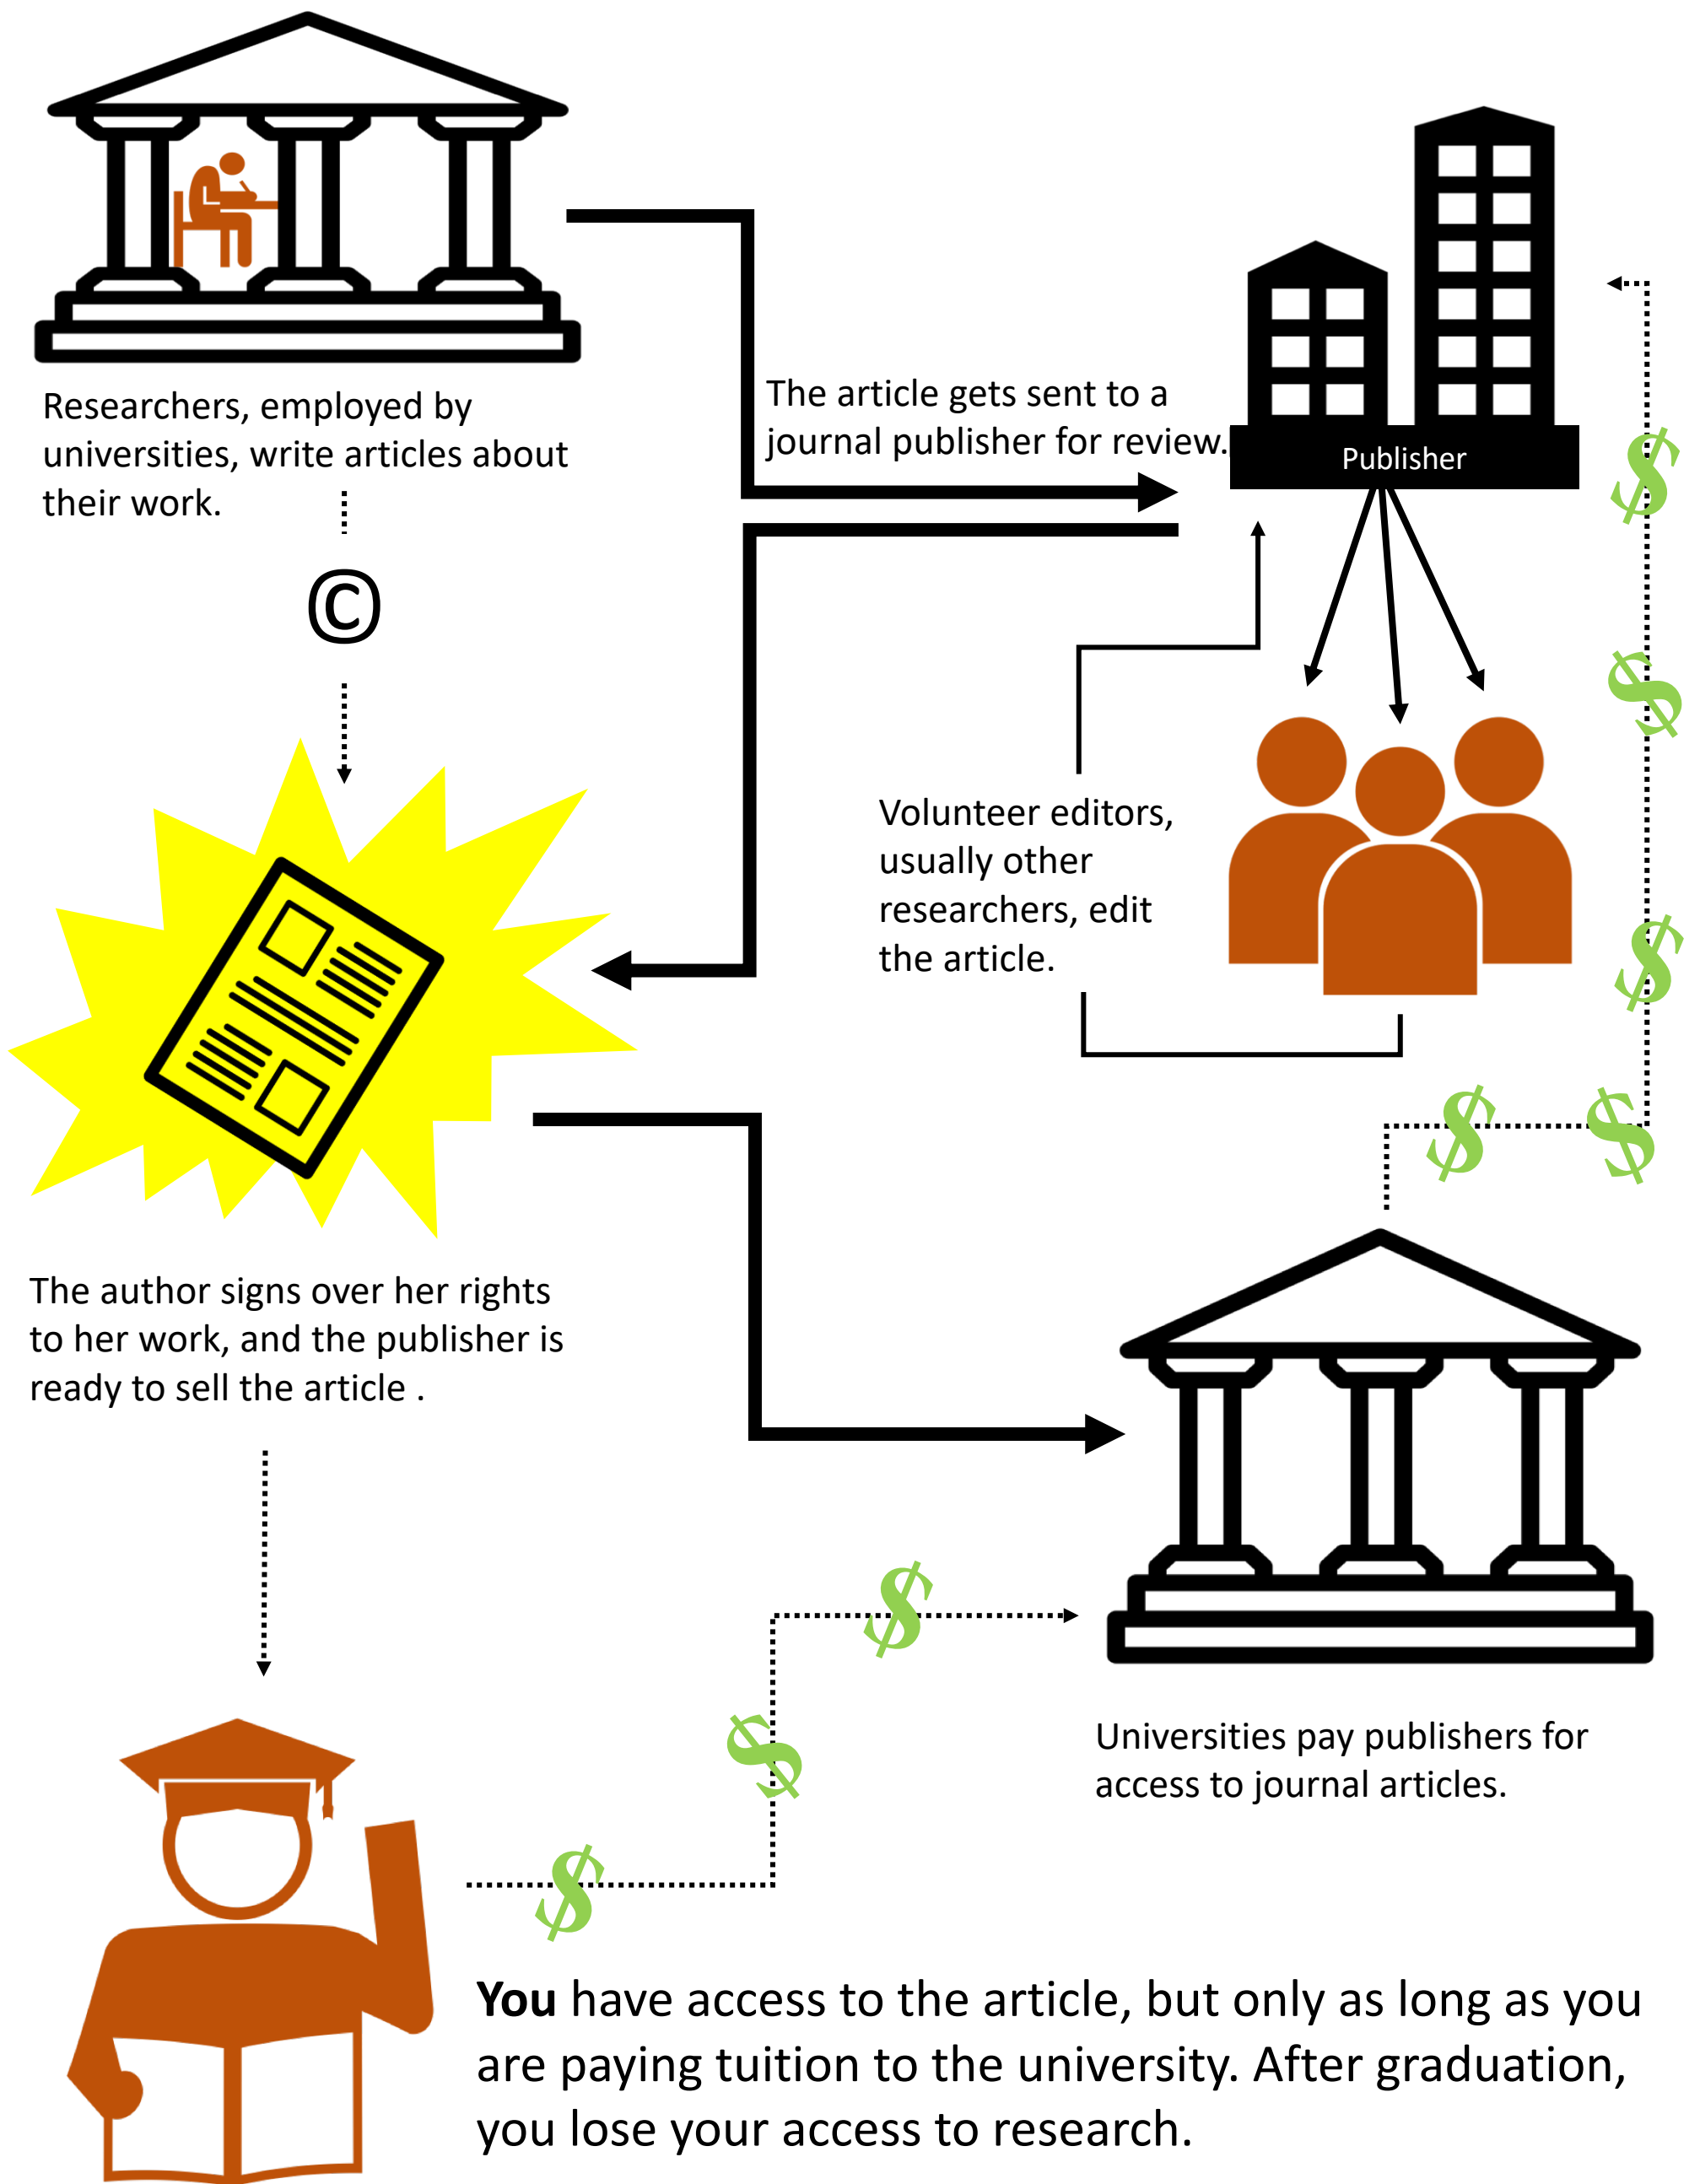 Researchers, employed by
universities, write articles about
their work.
©
The article gets sent to a
journal publisher for review.
Publisher
$
$
Volunteer editors,
usually other
researchers, edit
the article.
$
$
$
The author signs over her rights
to her work, and the publisher is
ready to sell the article .
$
$
$
Universities pay publishers for
access to journal articles.
You have access to the article, but only as long as you
are paying tuition to the university. After graduation,
you lose your access to research.